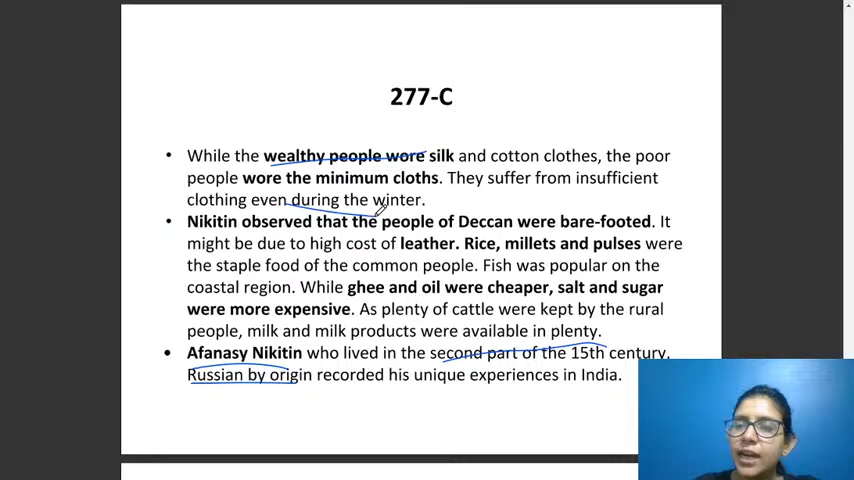 277-C
• While the wealthy people wore silk and cotton clothes, the poor
people wore the minimum cloths. They suffer from insufficient
clothing even during the winter.
• Nikitin observed that the people of Deccan were bare-footed. It
might be due to high cost of leather. Rice, millets and pulses were
the staple food of the common people. Fish was popular on the
coastal region. While ghee and oil were cheaper, salt and sugar
were more expensive. As plenty of cattle were kept by the rural
people, milk and milk products were available in plenty.
• Afanasy Nikitin who lived in the second part of the 15th century.
Russian by origin recorded his unique experiences in India.